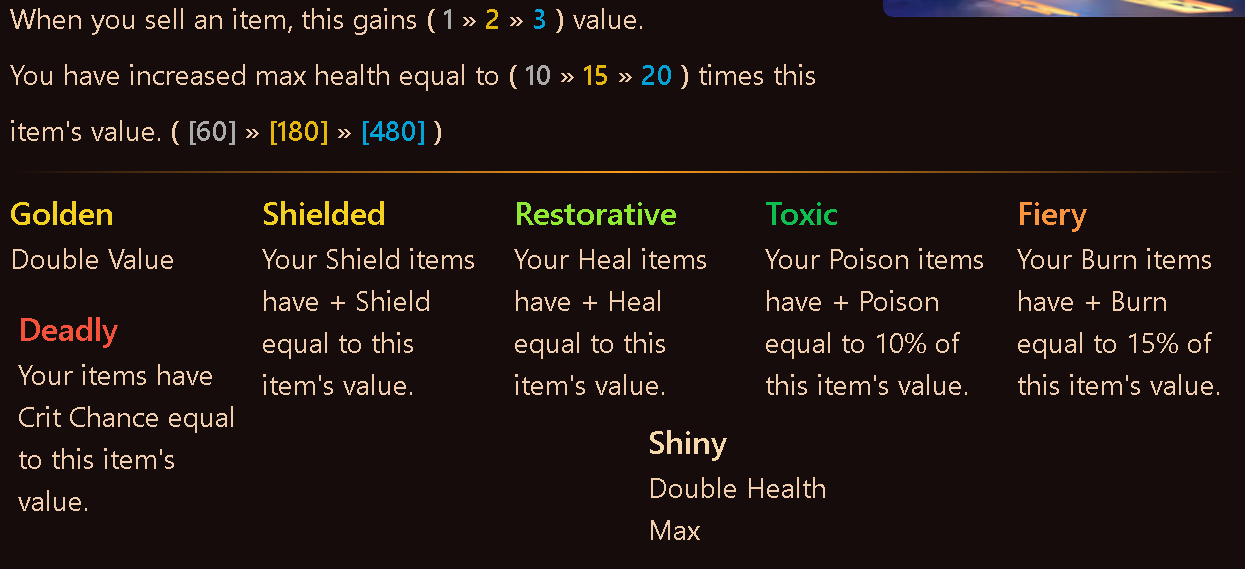 When you sell an item, this gains ( 1 » 2 » 3 ) value.
You have increased max health equal to ( 10 » 15 » 20 ) times this
item's value. ( [60] » [180] » [480] )
Golden
Double Value
Deadly
Your items have
Crit Chance equal
to this item's
value.
Shielded
Your Shield items
have + Shield
equal to this
item's value.
Restorative
Your Heal items
have + Heal
equal to this
item's value.
Toxic
Your Poison items
have + Poison
equal to 10% of
this item's value.
Fiery
Your Burn items
have + Burn
equal to 15% of
this item's value.
Shiny
Double Health
Max